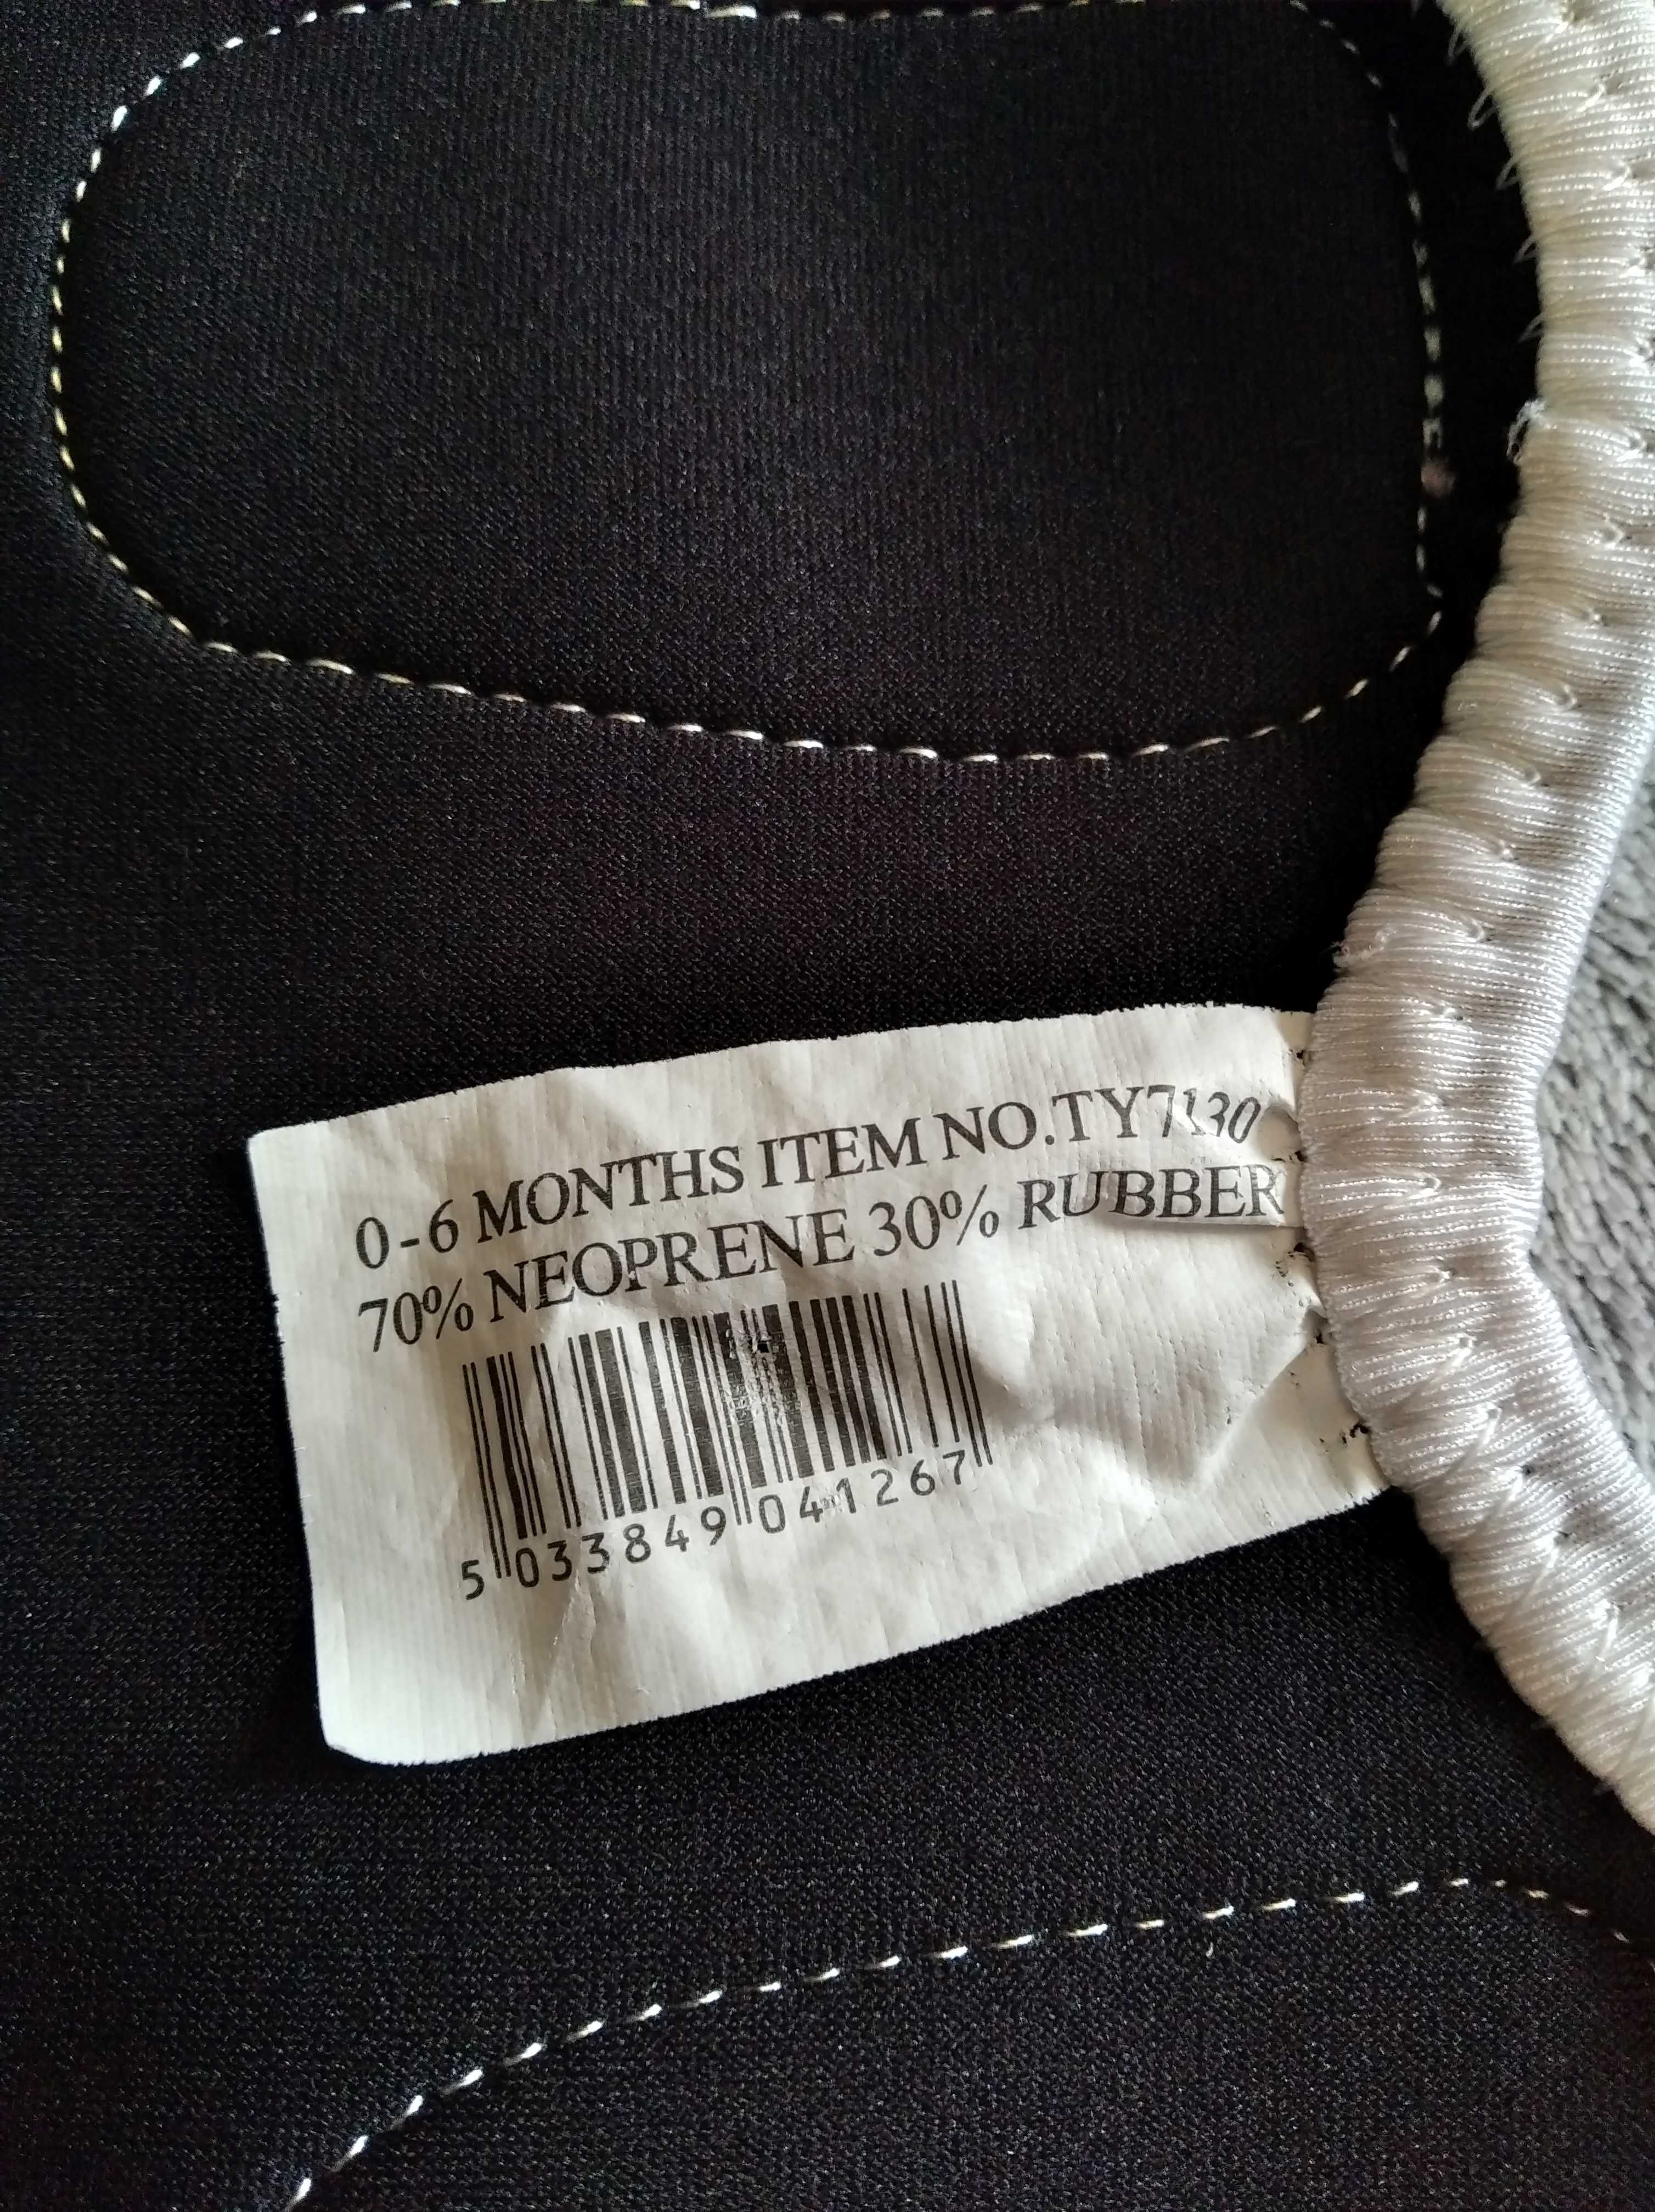 0-6 MONTHS ITEM NO.TY7130
70% NEOPRENE 30% RUBBER
5 033849 041267